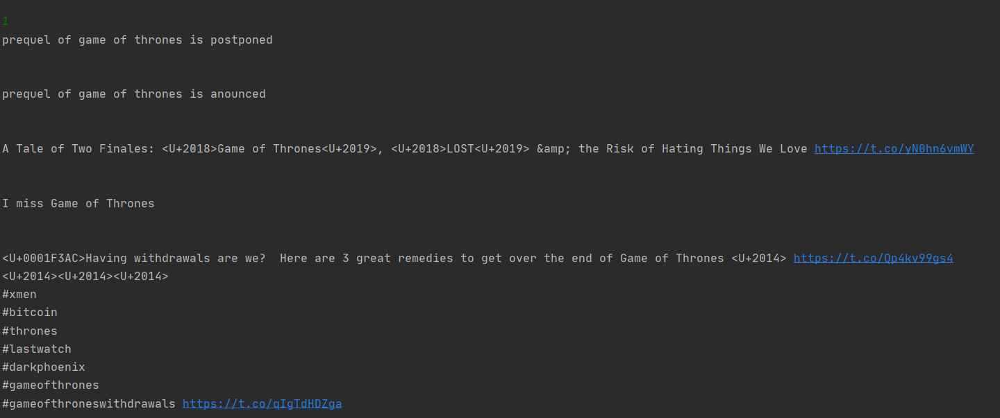 1
prequel of game of thrones is postponed
prequel of game of thrones is anounced
A Tale of Two Finales: <U+2018>Game of Thrones<U+2019>, <U+2018>LOST<U+2019> &amp; the Risk of Hating Things We Love https://t.co/yN0hn6vmWY
I miss Game of Thrones
<U+0001F3AC>Having withdrawals are we?  Here are 3 great remedies to get over the end of Game of Thrones <U+2014> https://t.co/Qp4kv99gs4
<U+2014><U+2014><U+2014>
#xmen
#bitcoin
#thrones
#lastwatch
#darkphoenix
#gameofthrones
#gameofthroneswithdrawals https://t.co/qIgTdHDZga